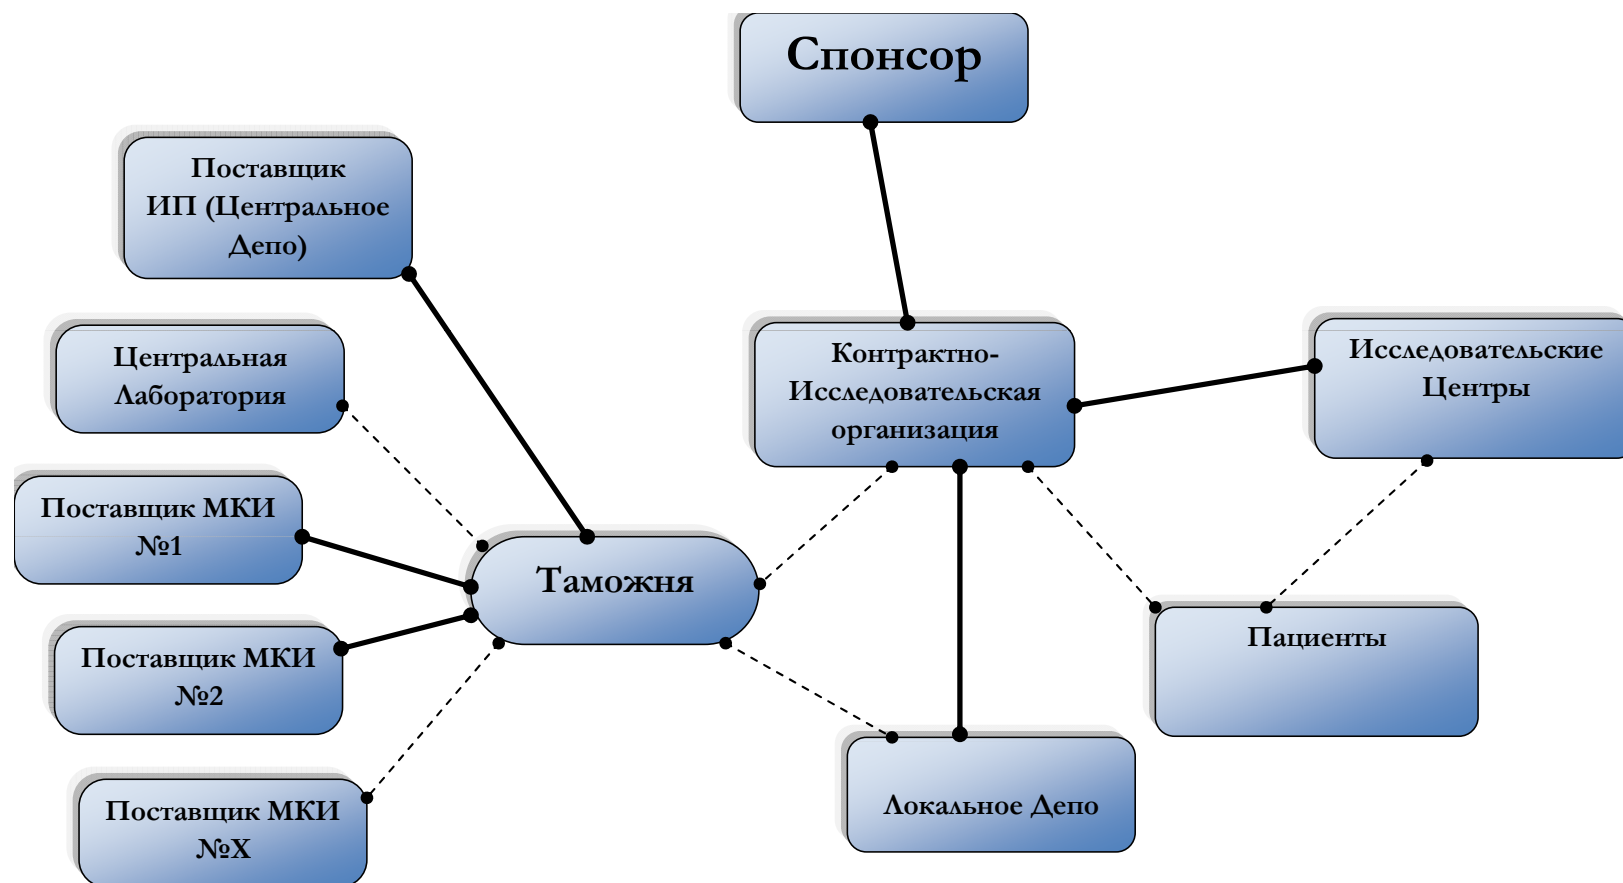 Спонсор
Поставщик
ИП (Центральное
Депо)
Центральная
Лаборатория
Контрактно-
Исследовательская
организация
Исследовательские
Центры
Поставщик МКИ
№1
Таможня
Поставщик МКИ
№2
Пациенты
Поставщик МКИ
№X
Локальное Депо